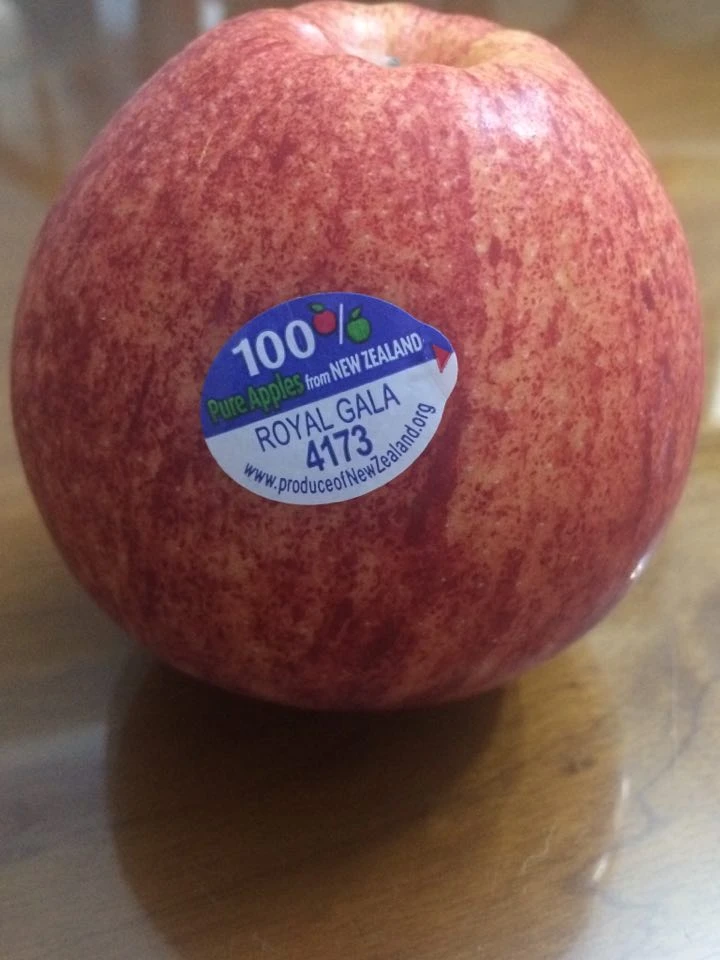 100%
Pure Apples from NEW ZEALAND
ROYAL GALA
4173
www.produceofNewZealand.org